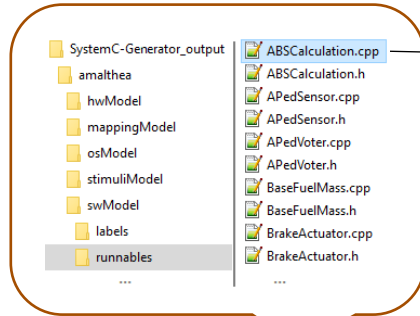 SystemC-Generator_output
amalthea
hwModel
mappingModel
osModel
stimuliModel
swModel
labels
runnables
...
ABSCalculation.cpp
ABSCalculation.h
APedSensor.cpp
APedSensor.h
APedVoter.cpp
APedVoter.h
BaseFuelMass.cpp
BaseFuelMass.h
BrakeActuator.cpp
BrakeActuator.h
...